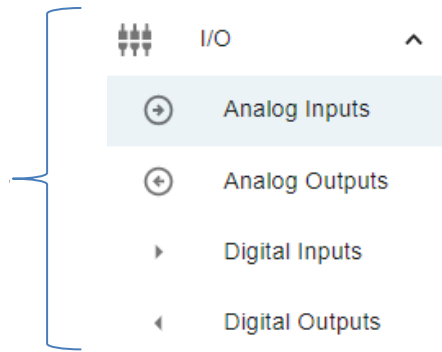 I/O
Analog Inputs
Analog Outputs
Digital Inputs
Digital Outputs